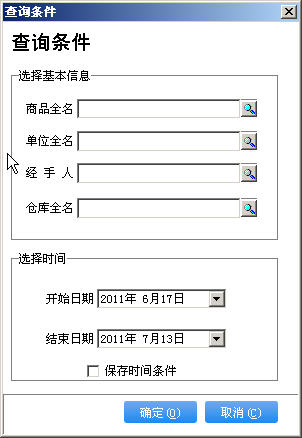 查询条件
查询条件
选择基本信息
商品全名
单位全名
经 手 人
仓库全名
选择时间
开始日期 2011年 6月17日
结束日期 2011年 7月13日
保存时间条件
确定(O) 取消(C)